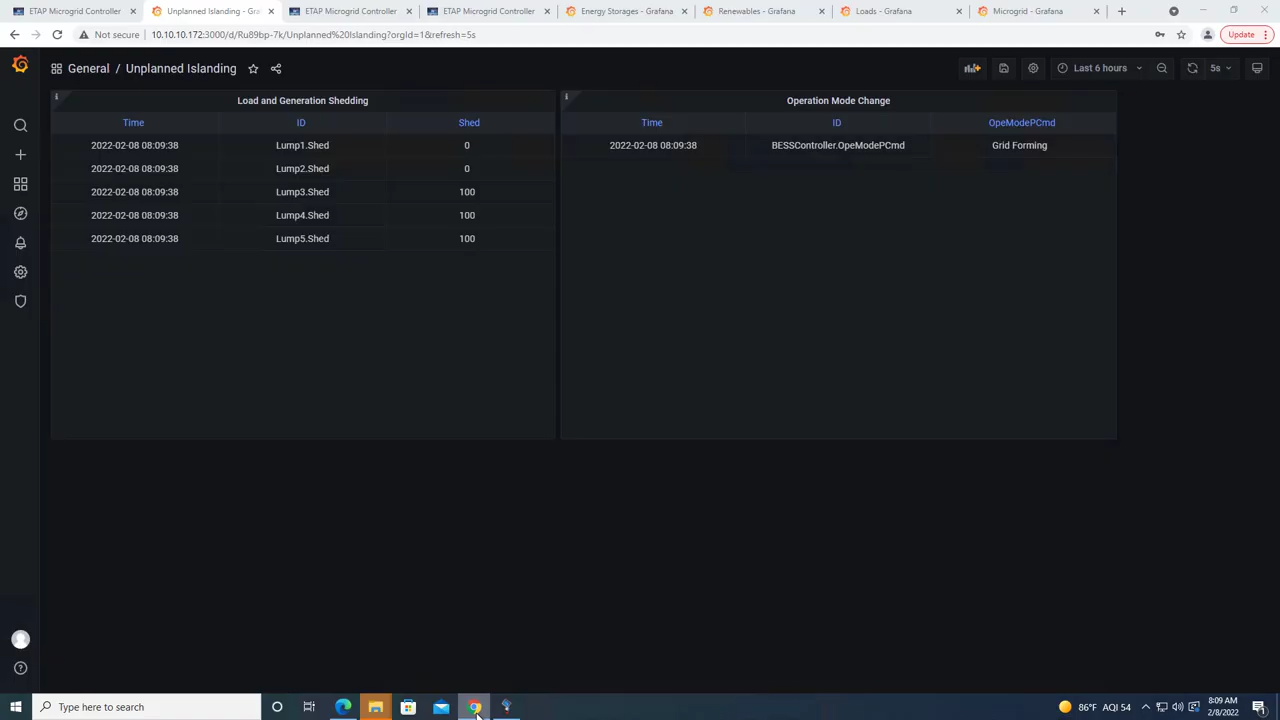 ETAP Microgrid Controller
Unplanned Islanding - Gra
ETAP Microgrid Controller
ETAP Microgrid Controller
Energy Storages - Grafana
Renewables - Grafana
Loads - Grafana
Microgrid - Grafana
Not secure
10.10.10.172:3000/d/Ru89bp-7k/Unplanned%20Islanding?orgId=1&refresh=5s
Update
General / Unplanned Islanding
Last 6 hours
5s
Load and Generation Shedding
Time ID Shed
2022-02-08 08:09:38 Lump1.Shed 0
2022-02-08 08:09:38 Lump2.Shed 0
2022-02-08 08:09:38 Lump3.Shed 100
2022-02-08 08:09:38 Lump4.Shed 100
2022-02-08 08:09:38 Lump5.Shed 100
Operation Mode Change
Time ID OpeModePCmd
2022-02-08 08:09:38 BESSController.OpeModePCmd Grid Forming
Type here to search
86°F AQI 54
8:09 AM
2/8/2022
1